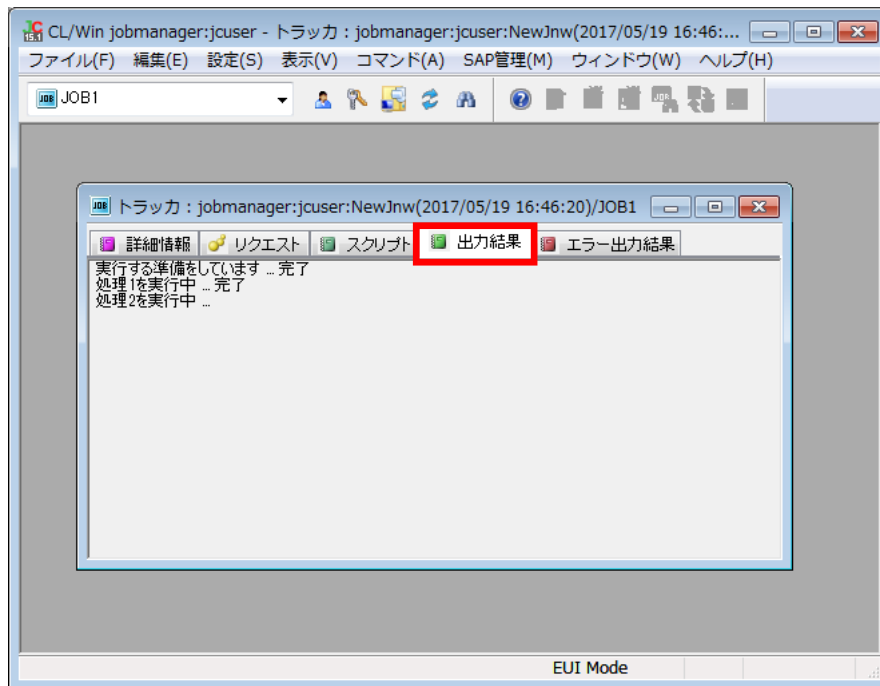 JC 15.1 CL/Win jobmanager:jcuser - トラッカ : jobmanager:jcuser:NewJnw(2017/05/19 16:46:...
ファイル(F) 編集(E) 設定(S) 表示(V) コマンド(A) SAP管理(M) ウィンドウ(W) ヘルプ(H)
JOB JOB1
JOB トラッカ : jobmanager:jcuser:NewJnw(2017/05/19 16:46:20)/JOB1
詳細情報 リクエスト スクリプト 出力結果 エラー出力結果
実行する準備をしています ... 完了
処理1を実行中 ... 完了
処理2を実行中 ...
EUI Mode